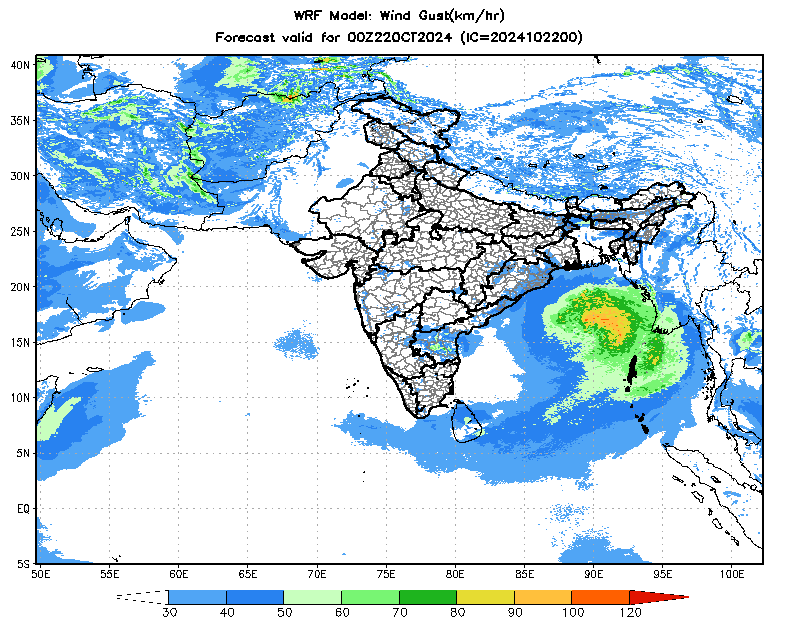 WRF Model: Wind Gust(km/hr)
Forecast valid for 00Z22OCT2024 (IC=2024102200)
40N
35N
30N
25N
20N
15N
10N
5N
EQ
5S
50E 55E 60E 65E 70E 75E 80E 85E 90E 95E 100E
30 40 50 60 70 80 90 100 120